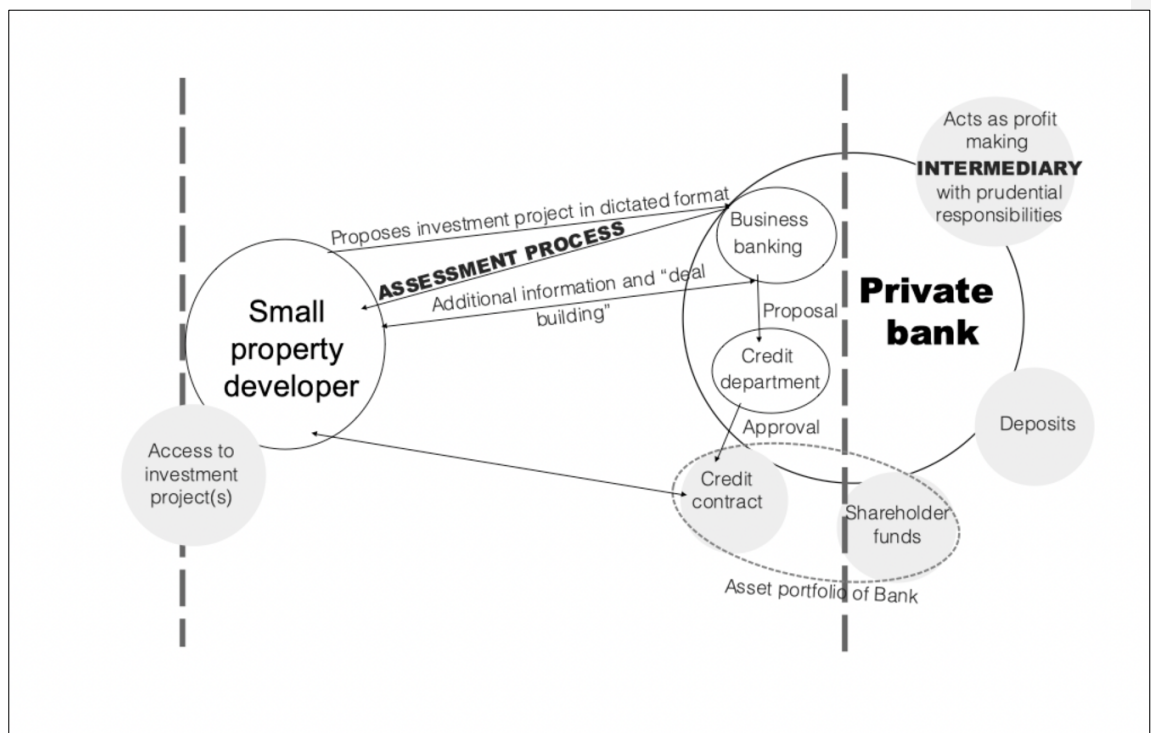 Acts as profit
making
INTERMEDIARY
with prudential
responsibilities
Proposes investment project in dictated format
ASSESSMENT PROCESS
Additional information and “deal
building”
Business
banking
Proposal
Credit
department
Approval
Credit
contract
Private
bank
Small
property
developer
Access to
investment
project(s)
Deposits
Shareholder
funds
Asset portfolio of Bank